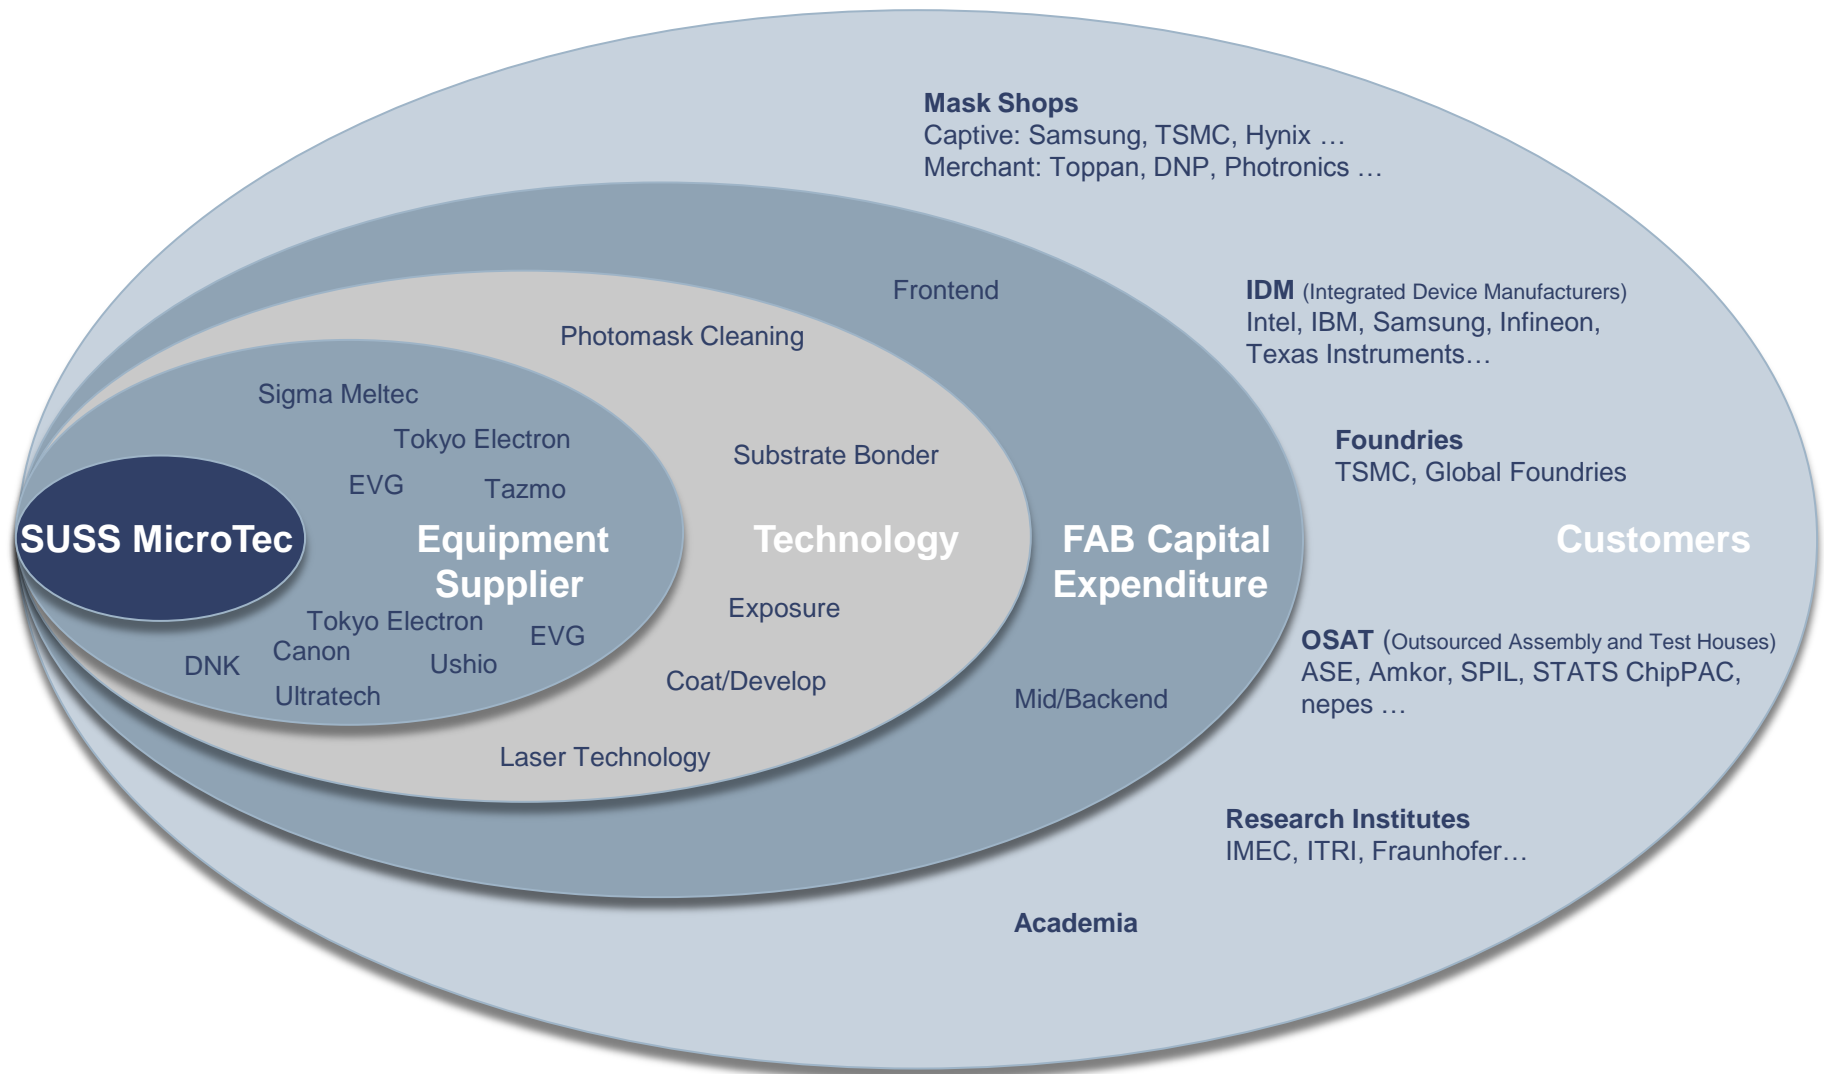 Mask Shops
Captive: Samsung, TSMC, Hynix …
Merchant: Toppan, DNP, Photronics …
Frontend
IDM (Integrated Device Manufacturers)
Intel, IBM, Samsung, Infineon,
Texas Instruments…
Photomask Cleaning
Sigma Meltec
Tokyo Electron
EVG
Tazmo
Substrate Bonder
Foundries
TSMC, Global Foundries
SUSS MicroTec
Equipment
Supplier
Technology
FAB Capital
Expenditure
Customers
Tokyo Electron
EVG
Canon
DNK
Ushio
Ultratech
Exposure
Coat/Develop
Laser Technology
Mid/Backend
OSAT (Outsourced Assembly and Test Houses)
ASE, Amkor, SPIL, STATS ChipPAC,
nepes …
Research Institutes
IMEC, ITRI, Fraunhofer…
Academia